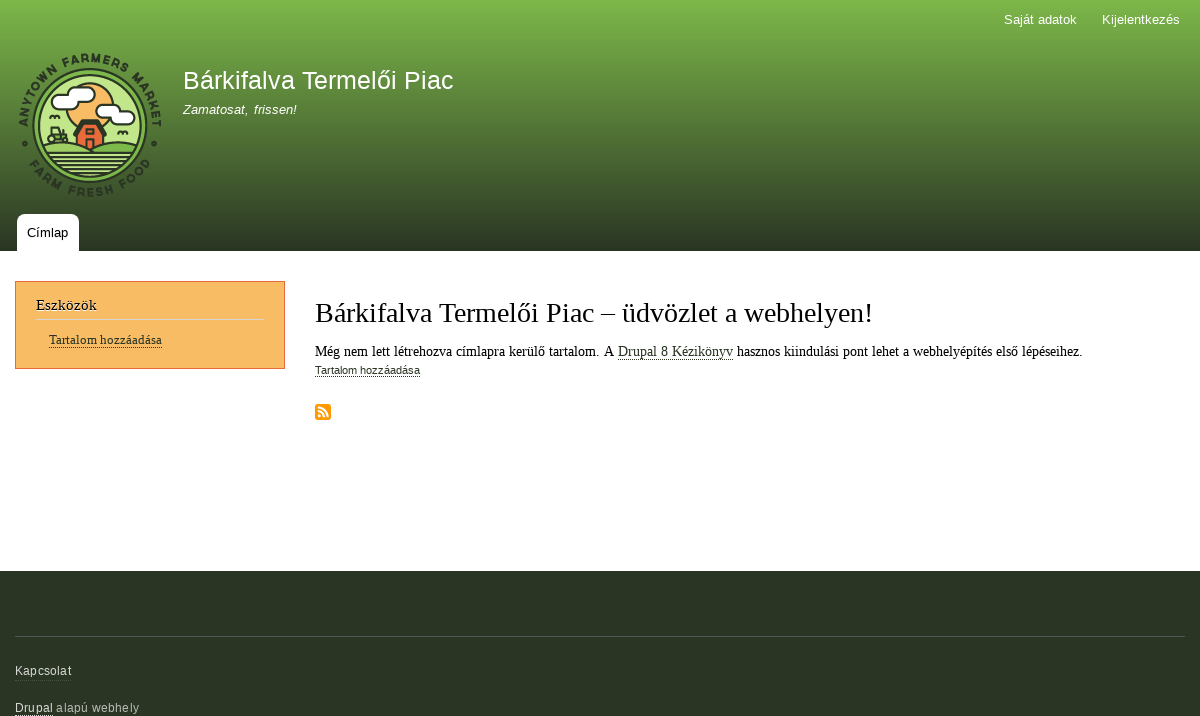 Saját adatok Kijelentkezés
ANYTOWN FARMERS MARKET
FARM FRESH FOOD
Bárkifalva Termelői Piac
Zamatosat, frissen!
Címlap
Eszközök
Tartalom hozzáadása
Bárkifalva Termelői Piac – üdvözlet a webhelyen!
Még nem lett létrehozva címlapra kerülő tartalom. A Drupal 8 Kézikönyv hasznos kiindulási pont lehet a webhelyépítés első lépéseihez.
Tartalom hozzáadása
Kapcsolat
Drupal alapú webhely